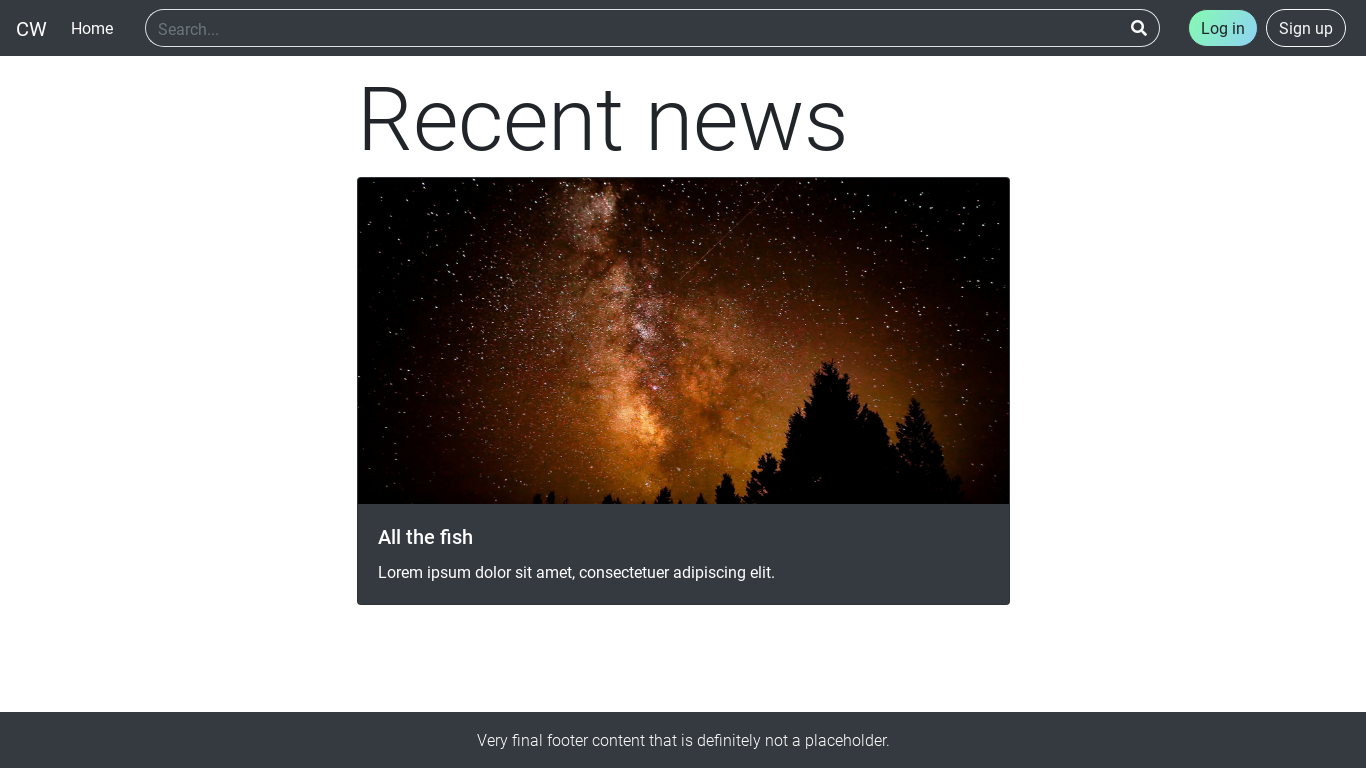 CW
Home
Search...
Log in
Sign up
Recent news
All the fish
Lorem ipsum dolor sit amet, consectetuer adipiscing elit.
Very final footer content that is definitely not a placeholder.